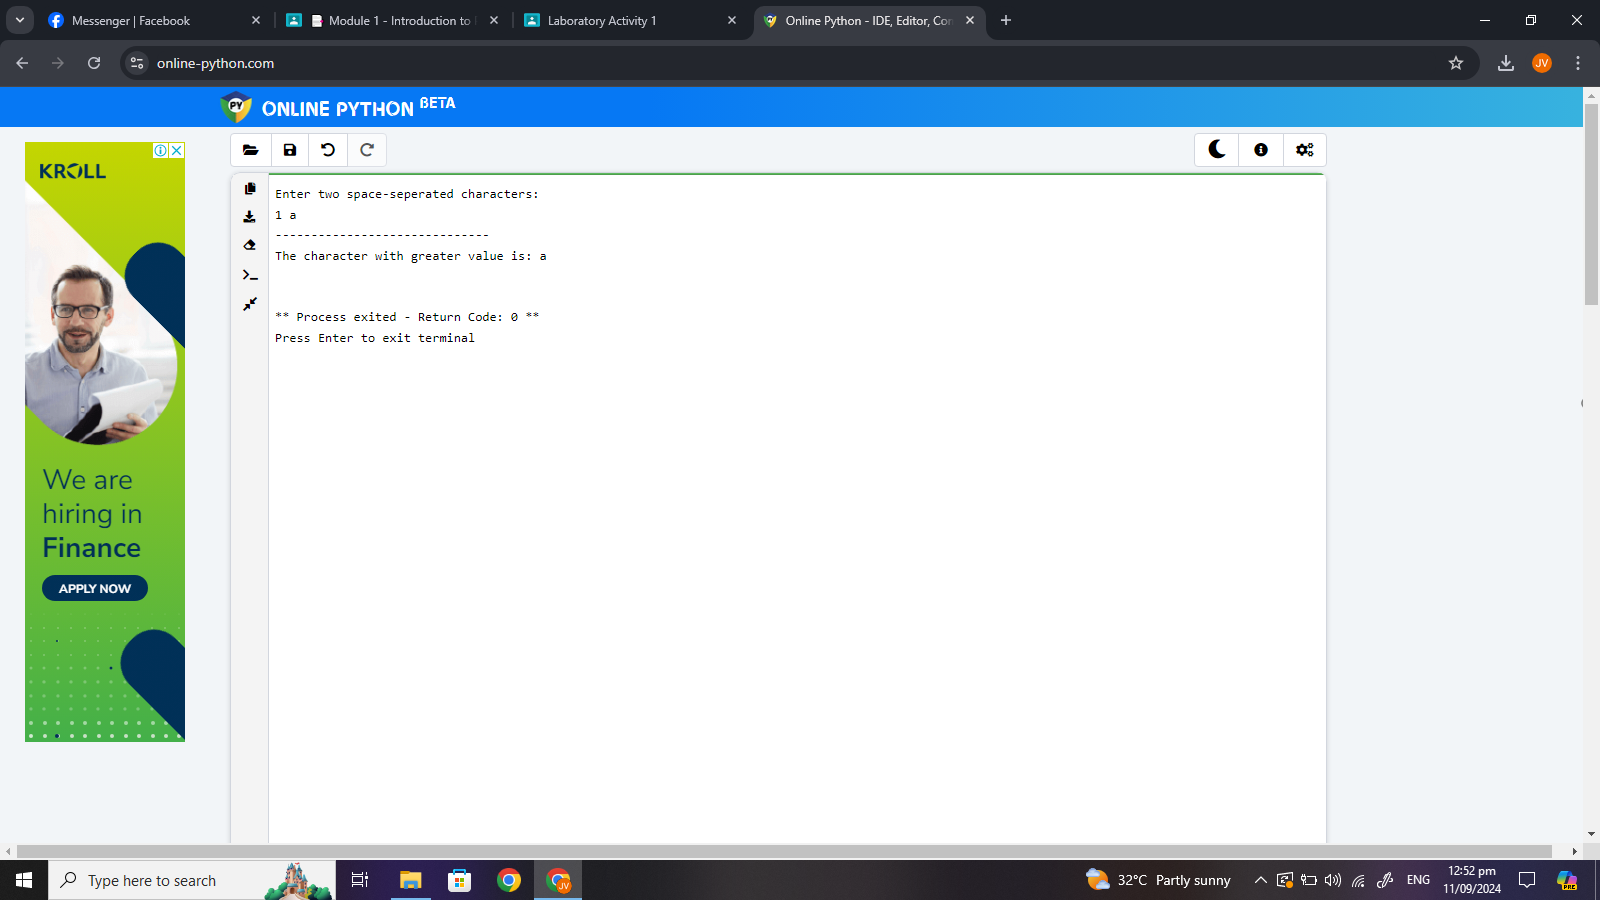 Messenger | Facebook
Module 1 - Introduction to
Laboratory Activity 1
Online Python - IDE, Editor, Con
online-python.com
JV
PY
ONLINE PYTHON BETA
KROLL
We are
hiring in
Finance
APPLY NOW
Enter two space-seperated characters:
1 a
------------------------------
The character with greater value is: a
** Process exited - Return Code: 0 **
Press Enter to exit terminal
Type here to search
JV
32°C Partly sunny
ENG
12:52 pm
11/09/2024
PRE